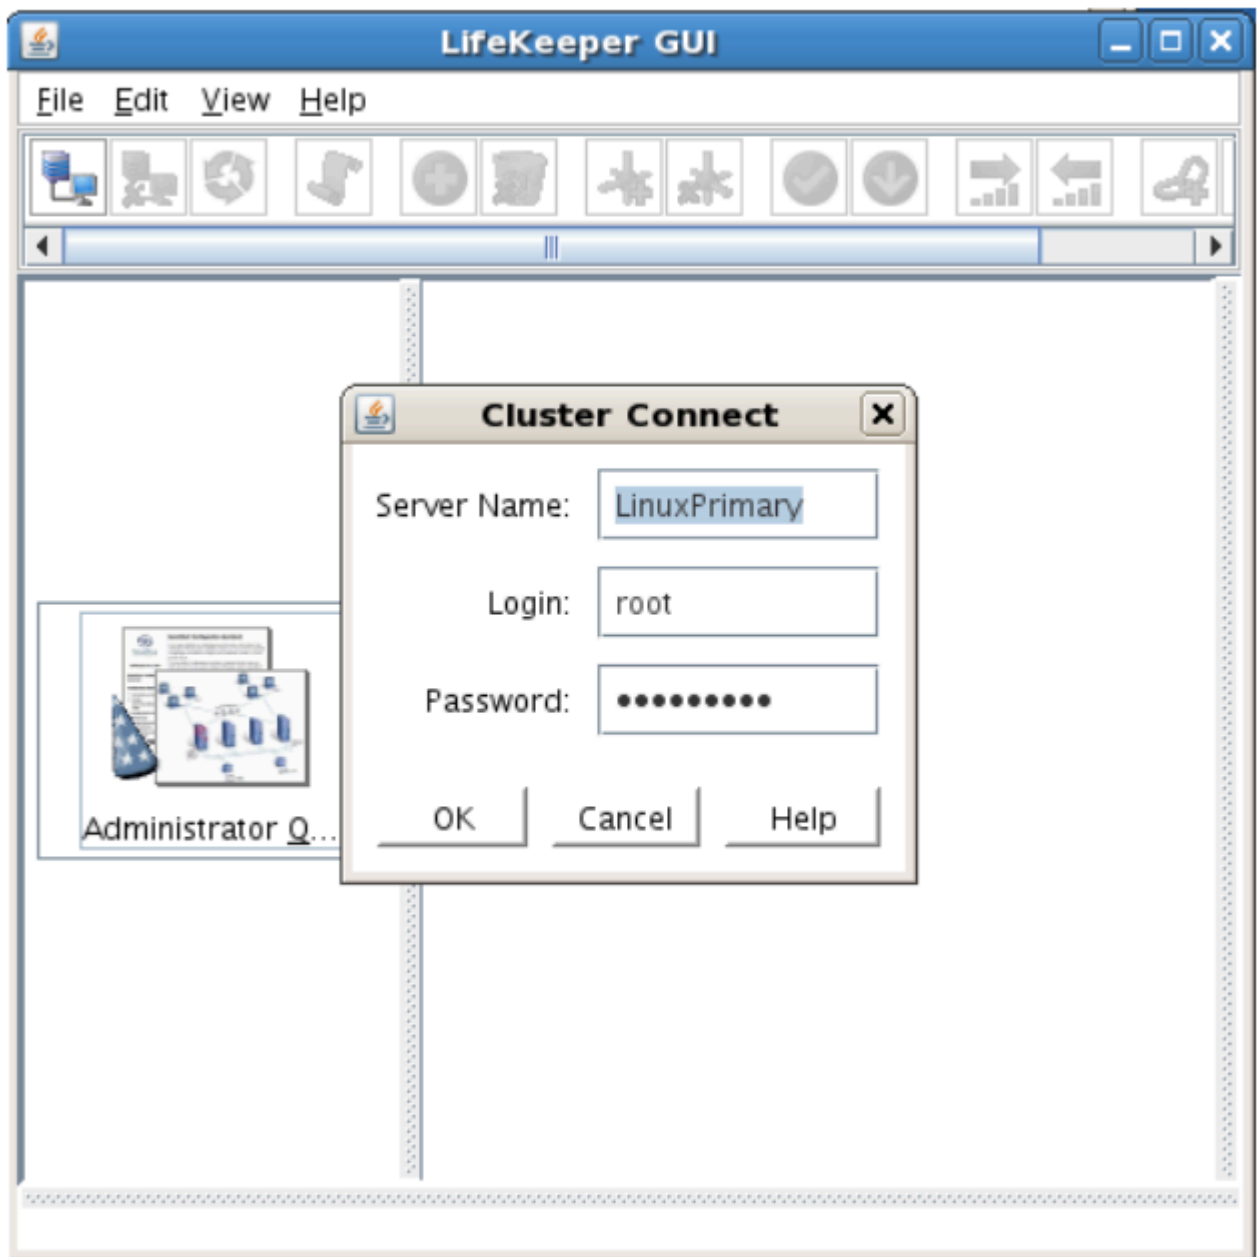 LifeKeeper GUI
File Edit View Help
Cluster Connect
Server Name: LinuxPrimary
Login: root
Password: •••••••••
OK Cancel Help
Administrator Q...